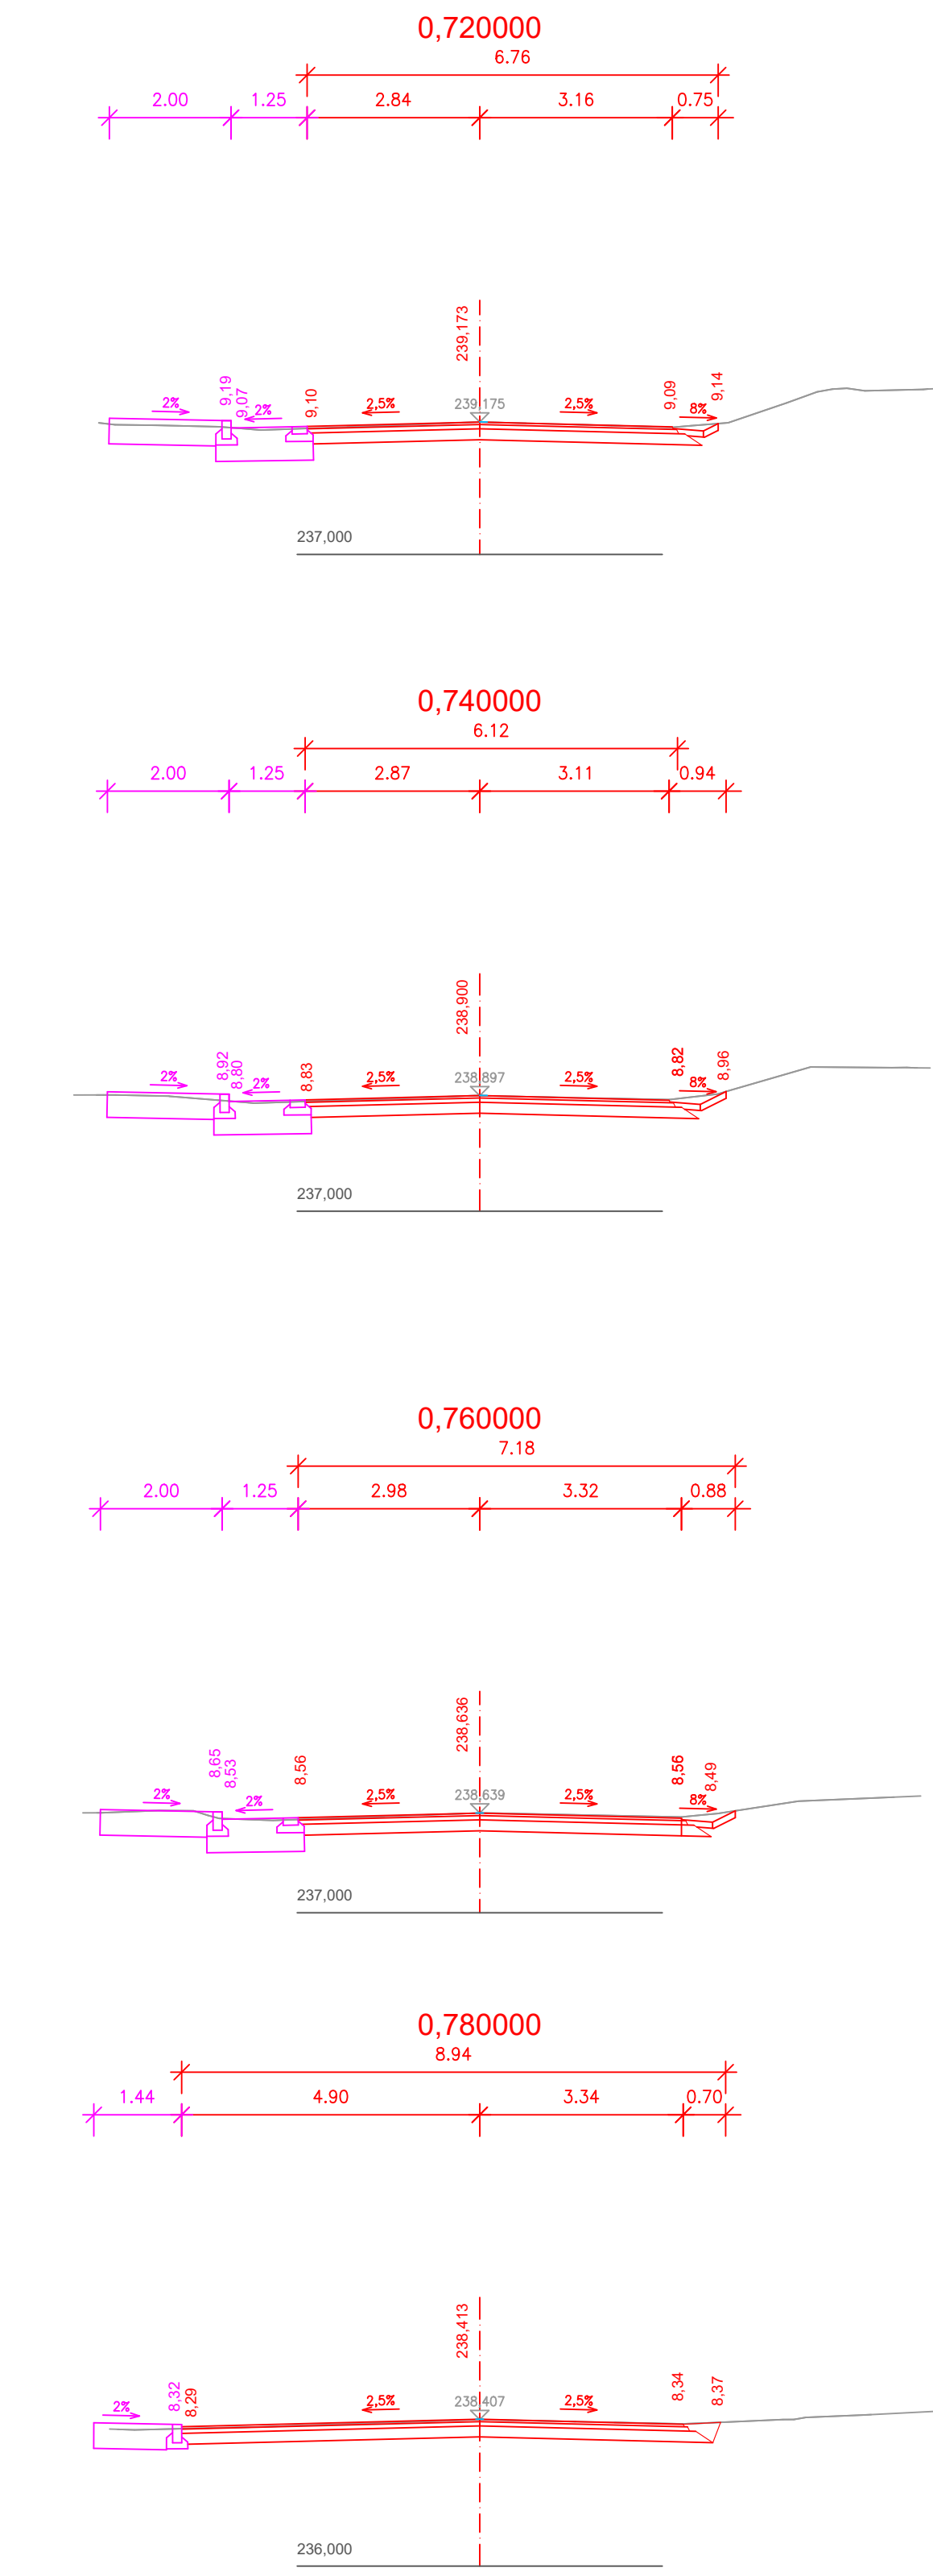 0,720000
6.76
2.00 1.25 2.84 3.16 0.75
239,173
9,19 9,07 9,10 9,09 9,14
2% 2% 2,5% 239,175 2,5% 8%
237,000
0,740000
6.12
2.00 1.25 2.87 3.11 0.94
238,900
8,92 8,80 8,83 8,82 8,96
2% 2% 2,5% 238,897 2,5% 8%
237,000
0,760000
7.18
2.00 1.25 2.98 3.32 0.88
238,636
8,65 8,53 8,56 8,56 8,49
2% 2% 2,5% 238,639 2,5% 8%
237,000
0,780000
8.94
1.44 4.90 3.34 0.70
238,413
8,32 8,29 8,34 8,37
2% 2,5% 238,407 2,5%
236,000